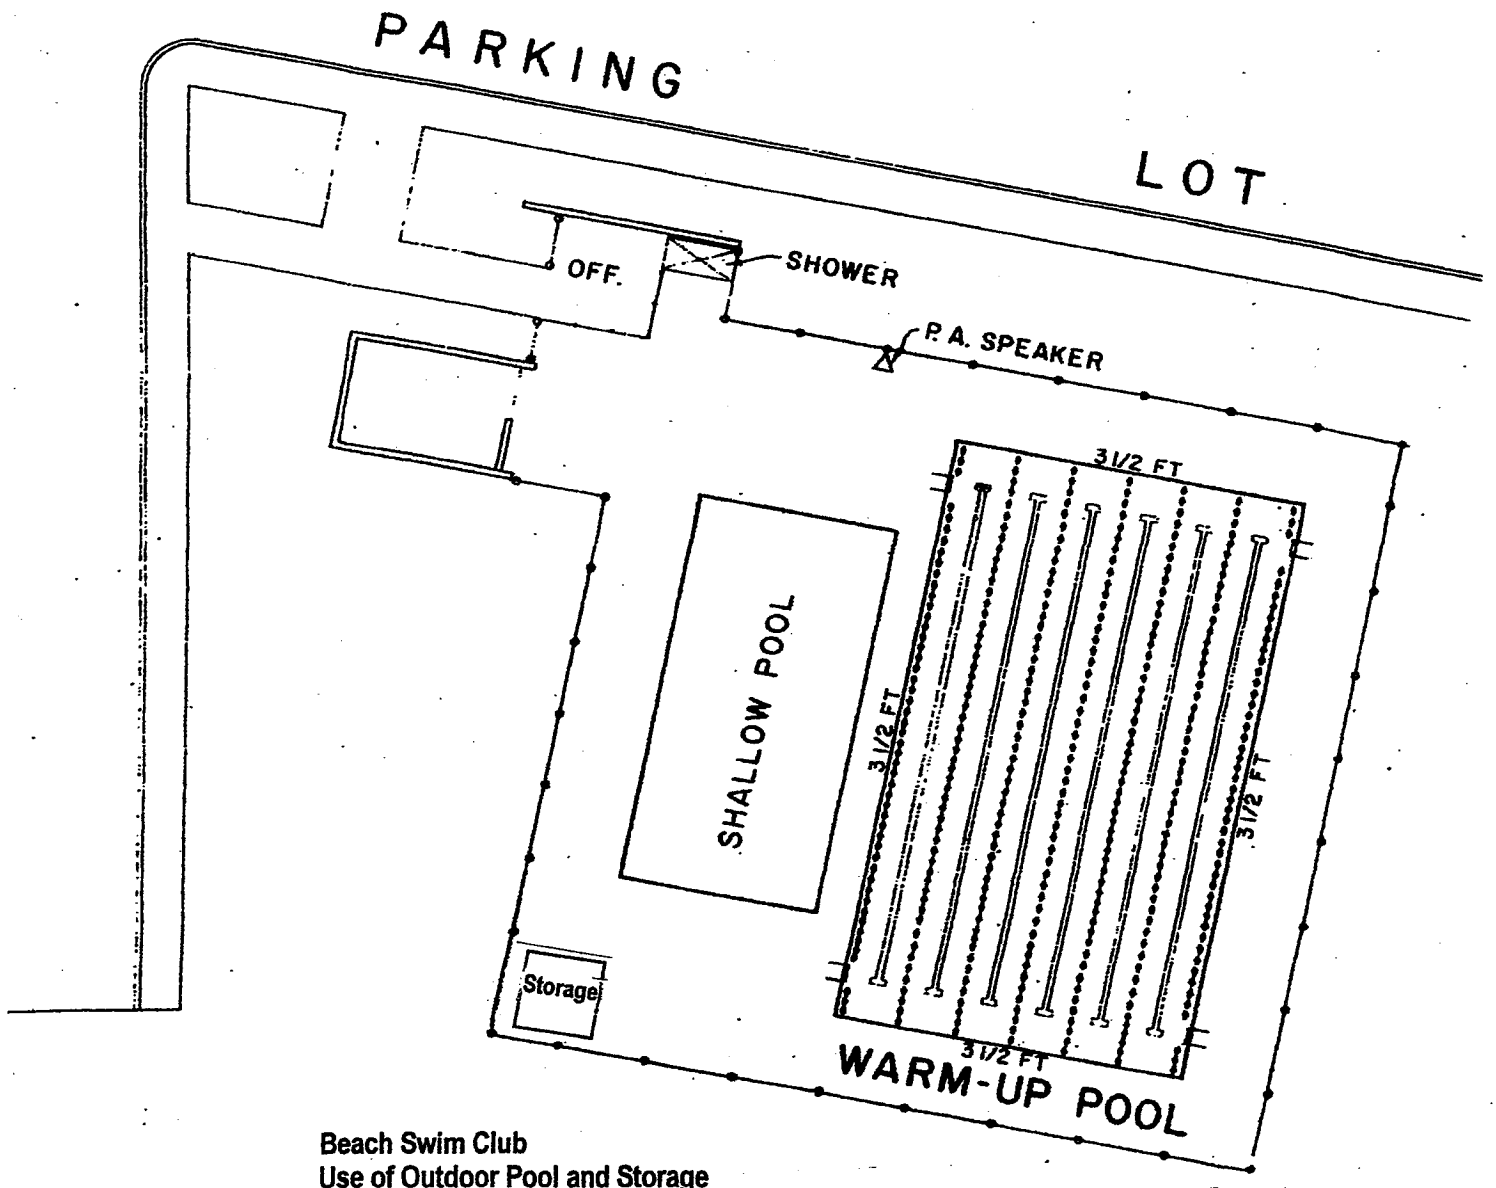 PARKING LOT
OFF.
SHOWER
P. A. SPEAKER
3 1/2 FT
SHALLOW POOL
3 1/2 FT
3 1/2 FT
Storage
3 1/2 FT
WARM-UP POOL
Beach Swim Club
Use of Outdoor Pool and Storage